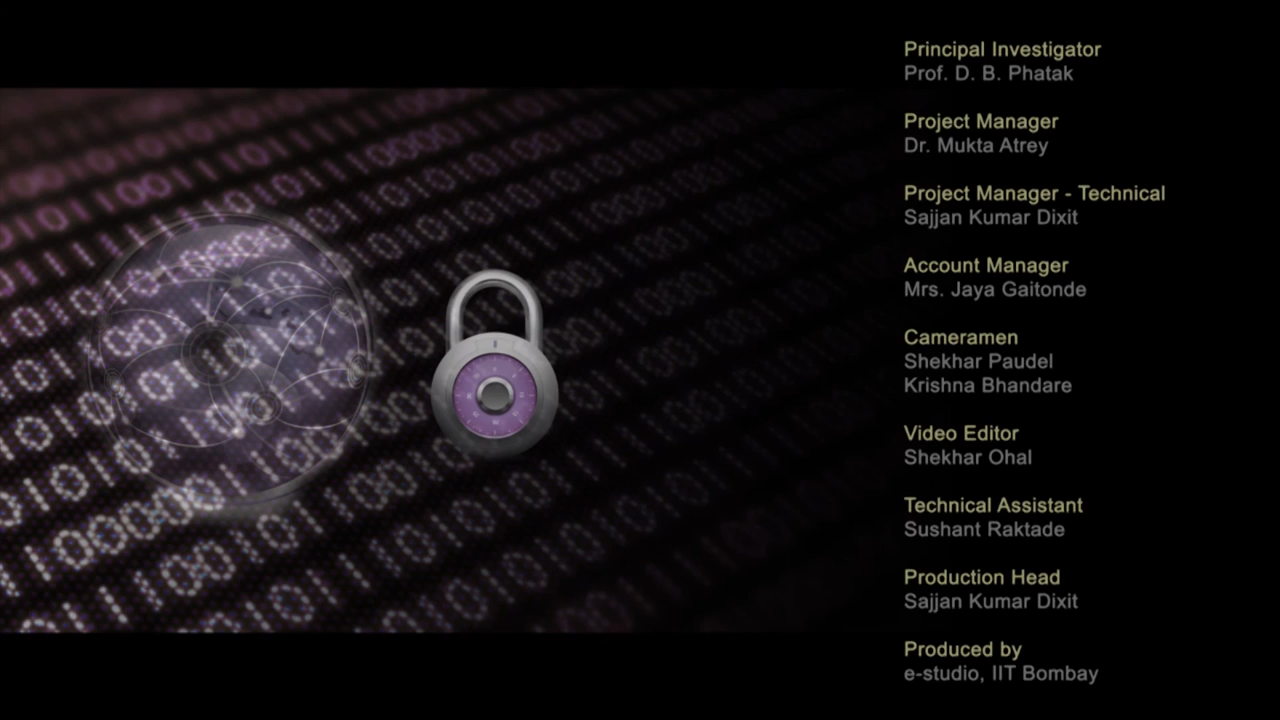 Principal Investigator
Prof. D. B. Phatak
Project Manager
Dr. Mukta Atrey
Project Manager - Technical
Sajjan Kumar Dixit
Account Manager
Mrs. Jaya Gaitonde
Cameramen
Shekhar Paudel
Krishna Bhandare
Video Editor
Shekhar Ohal
Technical Assistant
Sushant Raktade
Production Head
Sajjan Kumar Dixit
Produced by
e-studio, IIT Bombay